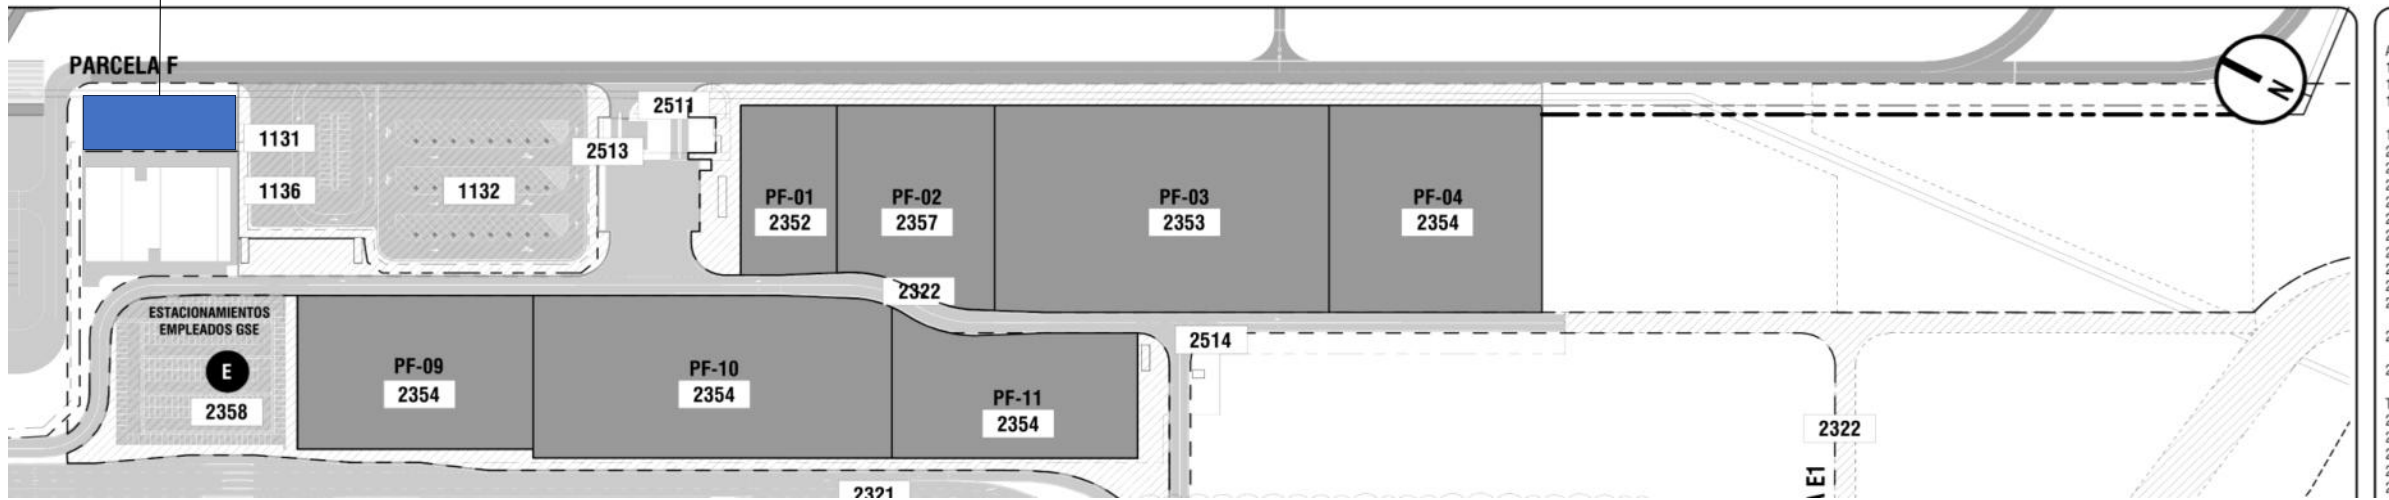 PARCELA F
N
2511
1131
2513
1136
1132
PF-01
2352
PF-02
2357
PF-03
2353
PF-04
2354
2322
ESTACIONAMIENTOS
EMPLEADOS GSE
E
2358
PF-09
2354
PF-10
2354
PF-11
2354
2514
2322
A E1
2321